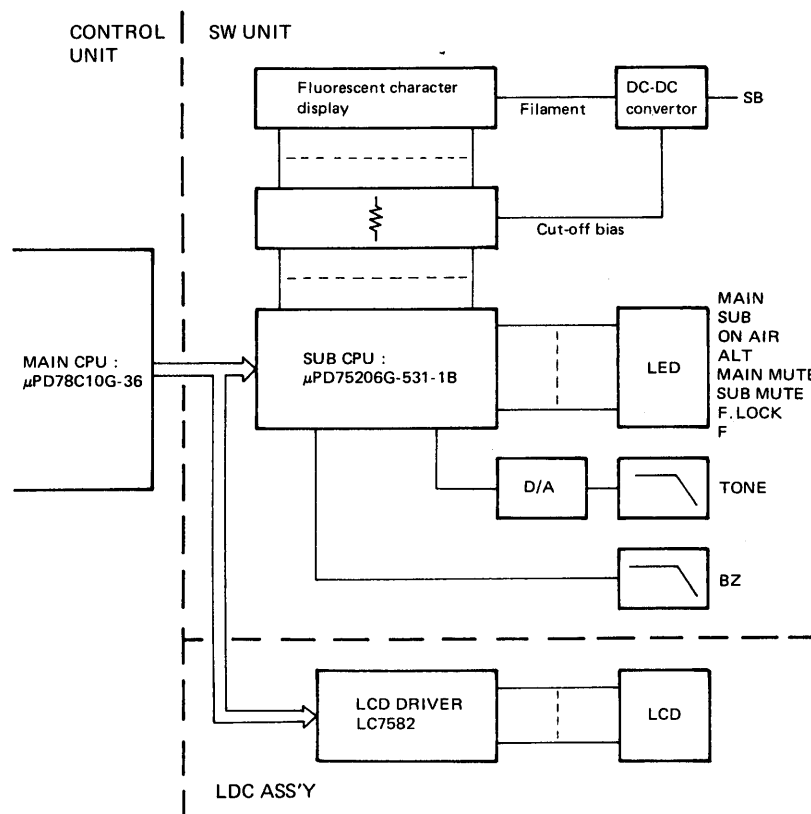 CONTROL
UNIT
SW UNIT
Fluorescent character
display
Filament
DC-DC
convertor
SB
Cut-off bias
MAIN CPU :
μPD78C10G-36
SUB CPU :
μPD75206G-531-1B
LED
MAIN
SUB
ON AIR
ALT
MAIN MUTE
SUB MUTE
F. LOCK
F
D/A
TONE
BZ
LCD DRIVER
LC7582
LCD
LDC ASS'Y